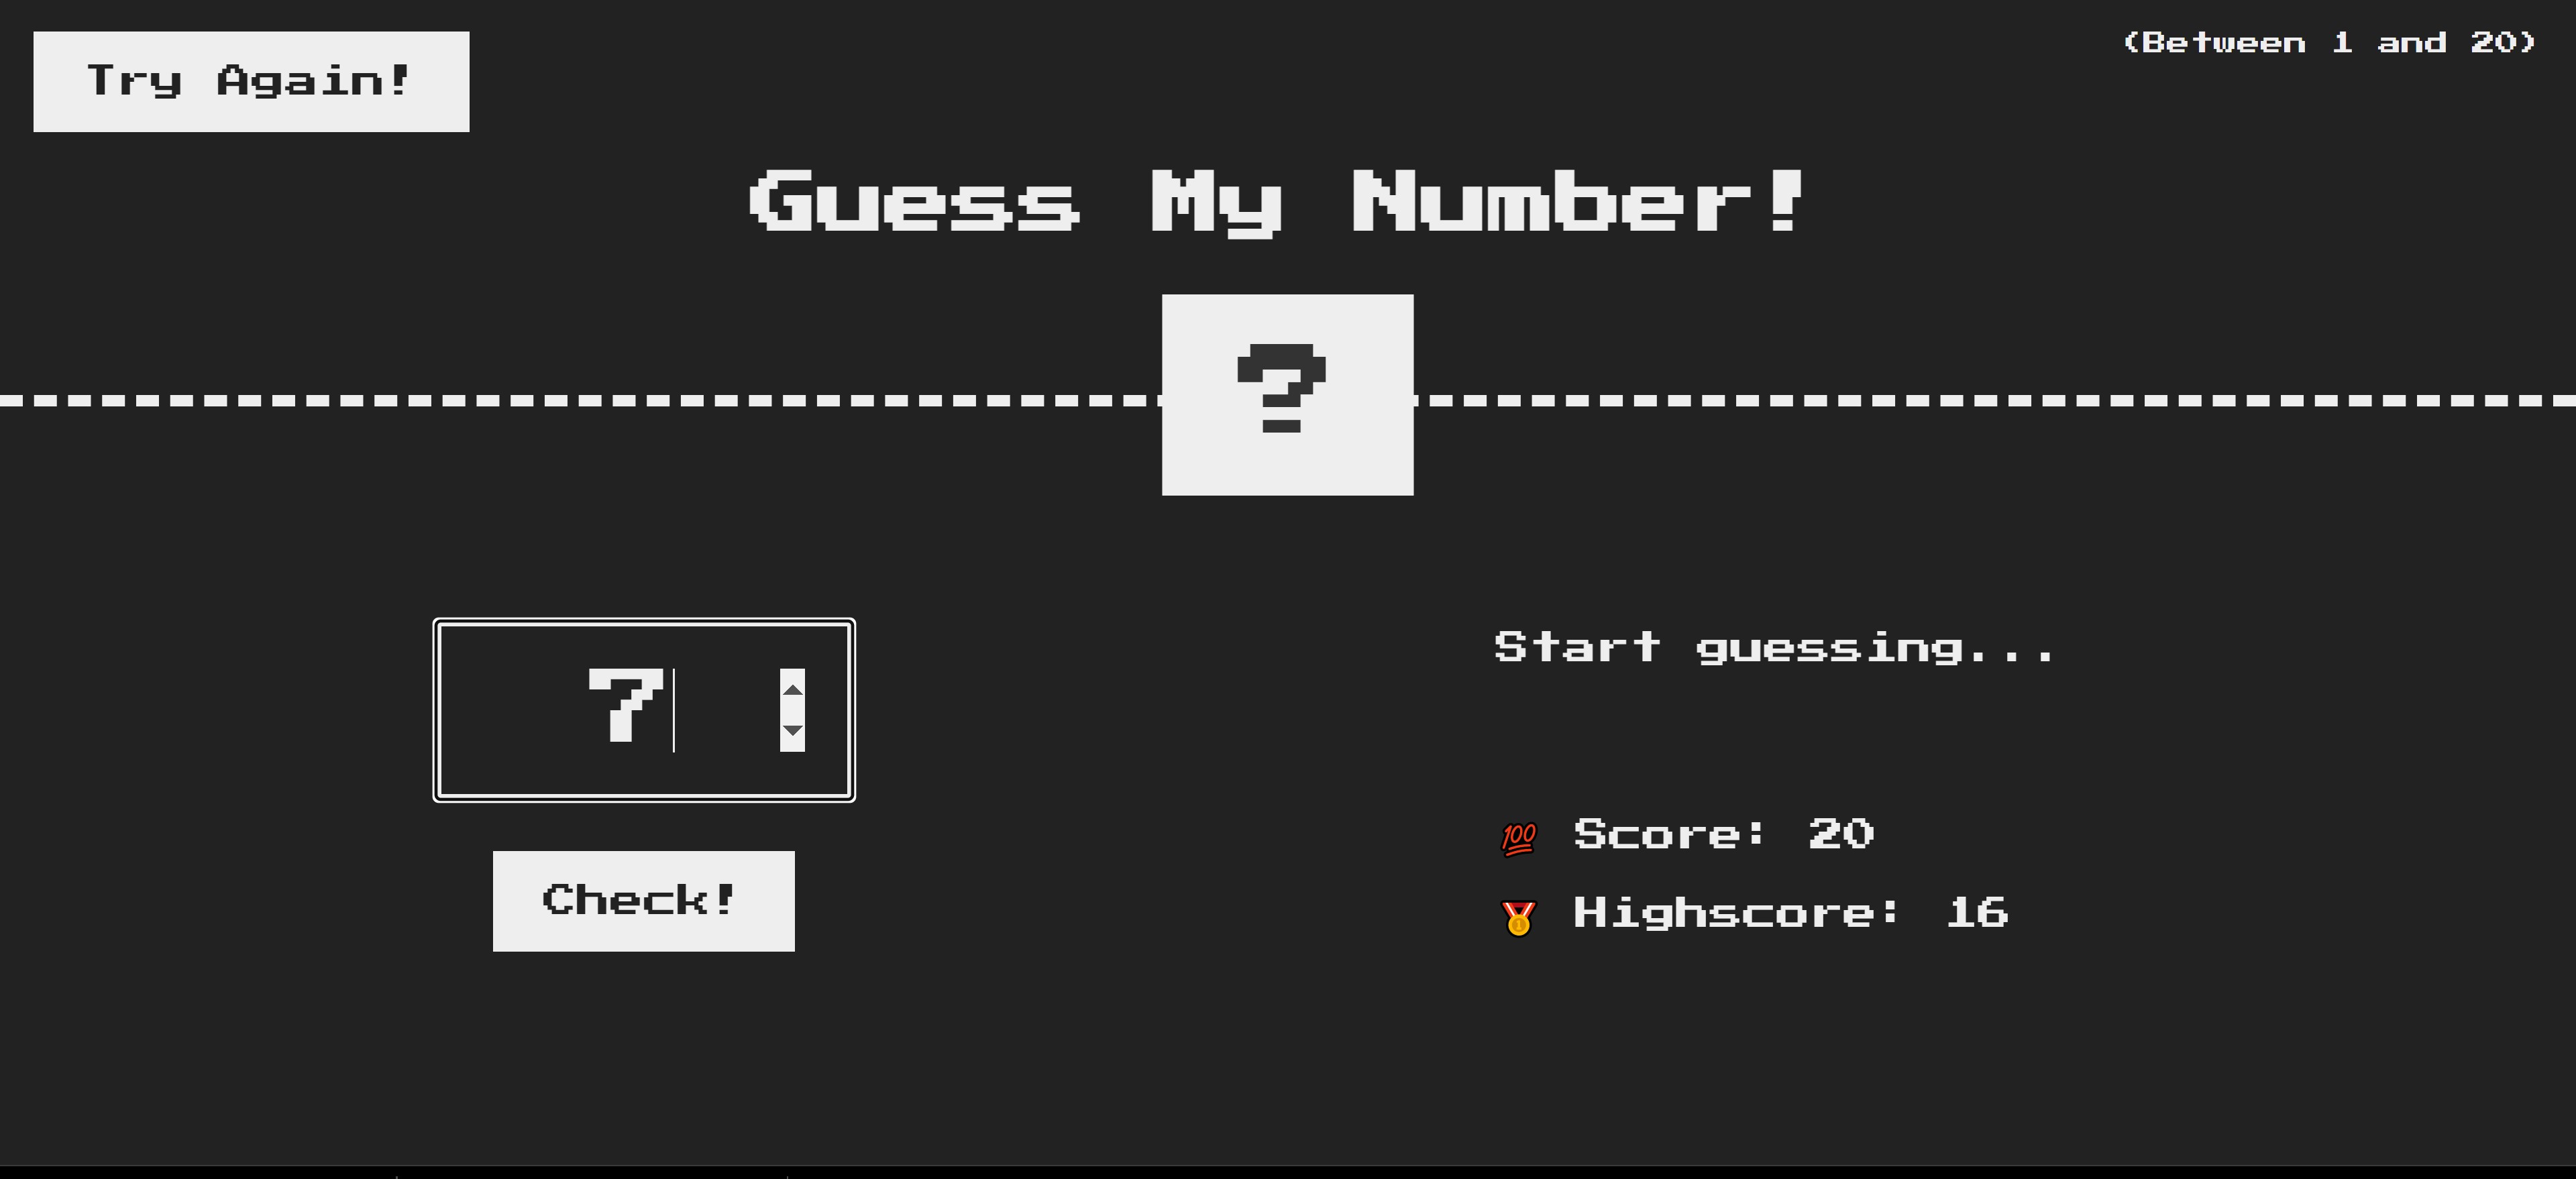 Try Again!
(Between 1 and 20)
Guess My Number!
?
7
Start guessing...
Check!
💯 Score: 20
🥇 Highscore: 16